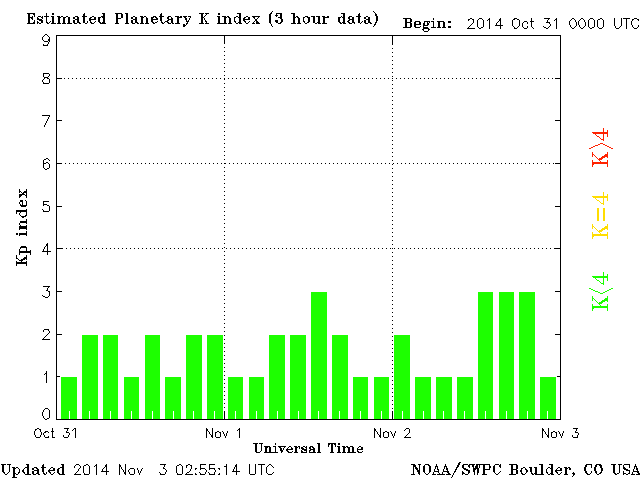 Estimated Planetary K index (3 hour data) Begin: 2014 Oct 31 0000 UTC
9
8
7
6
5
4
3
2
1
0
Kp index
K>4
K=4
K<4
Oct 31 Nov 1 Nov 2 Nov 3
Universal Time
Updated 2014 Nov 3 02:55:14 UTC NOAA/SWPC Boulder, CO USA